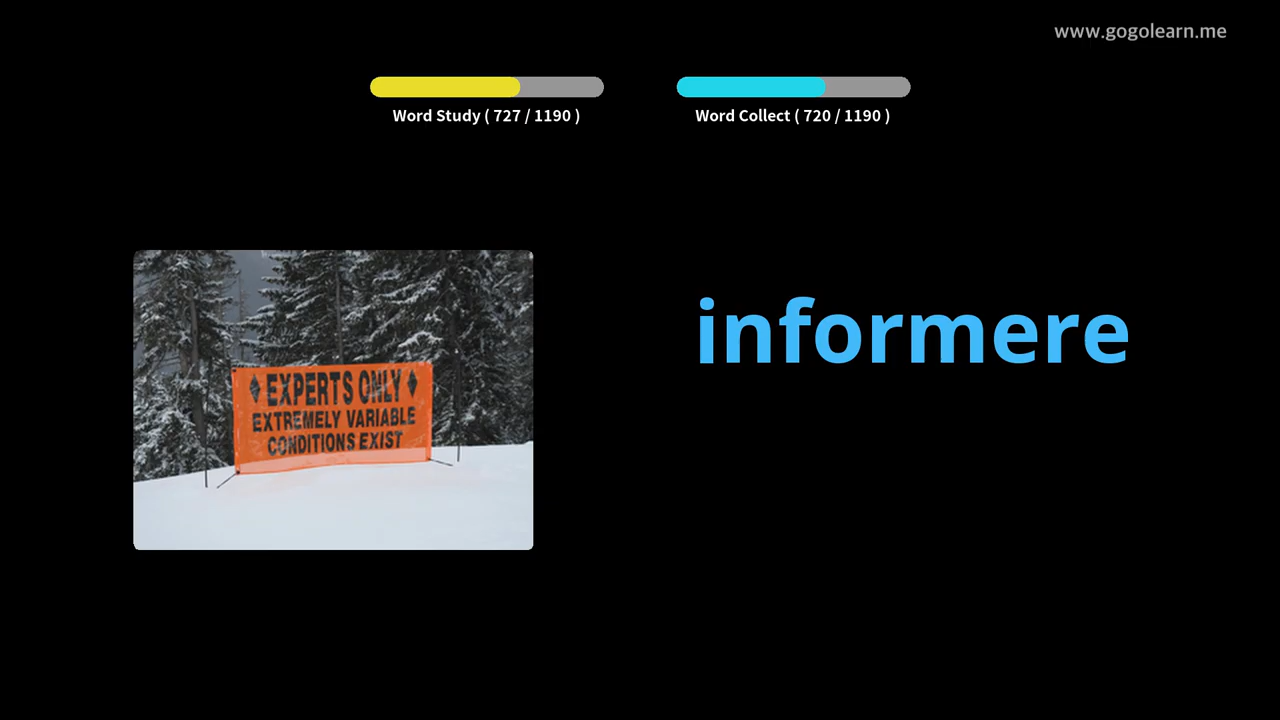 www.gogolearn.me
Word Study ( 727 / 1190 )
Word Collect ( 720 / 1190 )
informere
EXPERTS ONLY
EXTREMELY VARIABLE
CONDITIONS EXIST